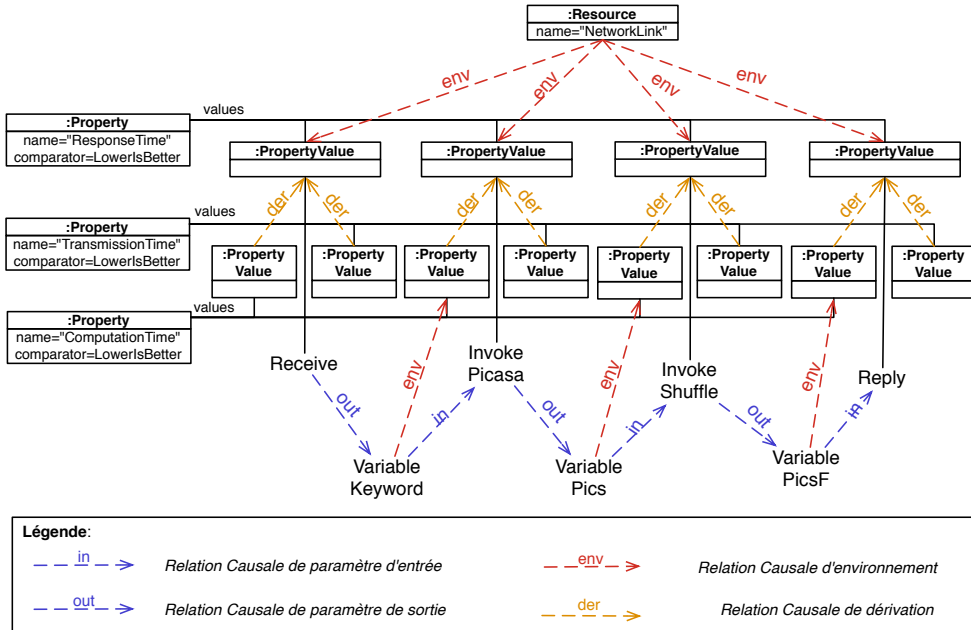 :Resource
name="NetworkLink"
env
env
env
env
values
:Property
name="ResponseTime"
comparator=LowerIsBetter
:PropertyValue
:PropertyValue
:PropertyValue
:PropertyValue
der
der
der
der
der
der
der
der
values
:Property
name="TransmissionTime"
comparator=LowerIsBetter
:Property
Value
:Property
Value
:Property
Value
:Property
Value
:Property
Value
:Property
Value
:Property
Value
:Property
Value
values
:Property
name="ComputationTime"
comparator=LowerIsBetter
Receive
Invoke
Picasa
Invoke
Shuffle
Reply
out
env
in
out
env
in
out
env
in
Variable
Keyword
Variable
Pics
Variable
PicsF
Légende:
in
Relation Causale de paramètre d'entrée
env
Relation Causale d'environnement
out
Relation Causale de paramètre de sortie
der
Relation Causale de dérivation